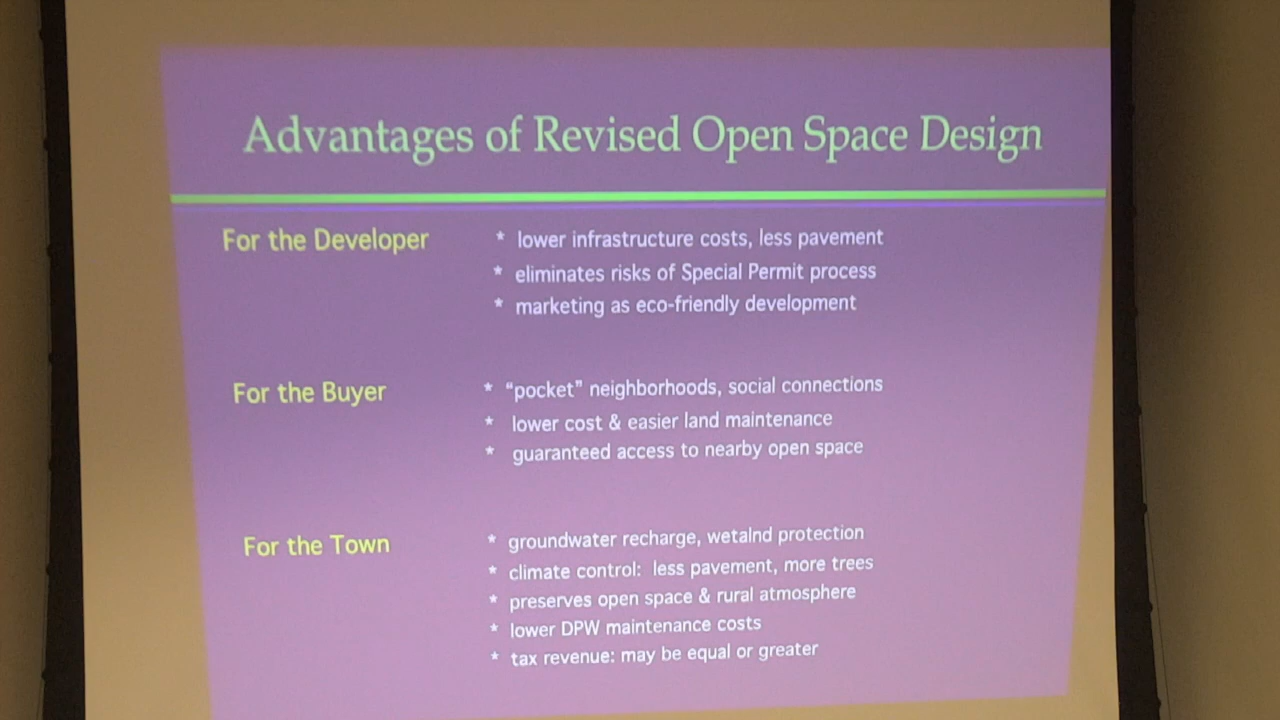 Advantages of Revised Open Space Design
For the Developer * lower infrastructure costs, less pavement
* eliminates risks of Special Permit process
* marketing as eco-friendly development
For the Buyer * “pocket” neighborhoods, social connections
* lower cost & easier land maintenance
* guaranteed access to nearby open space
For the Town * groundwater recharge, wetalnd protection
* climate control: less pavement, more trees
* preserves open space & rural atmosphere
* lower DPW maintenance costs
* tax revenue: may be equal or greater